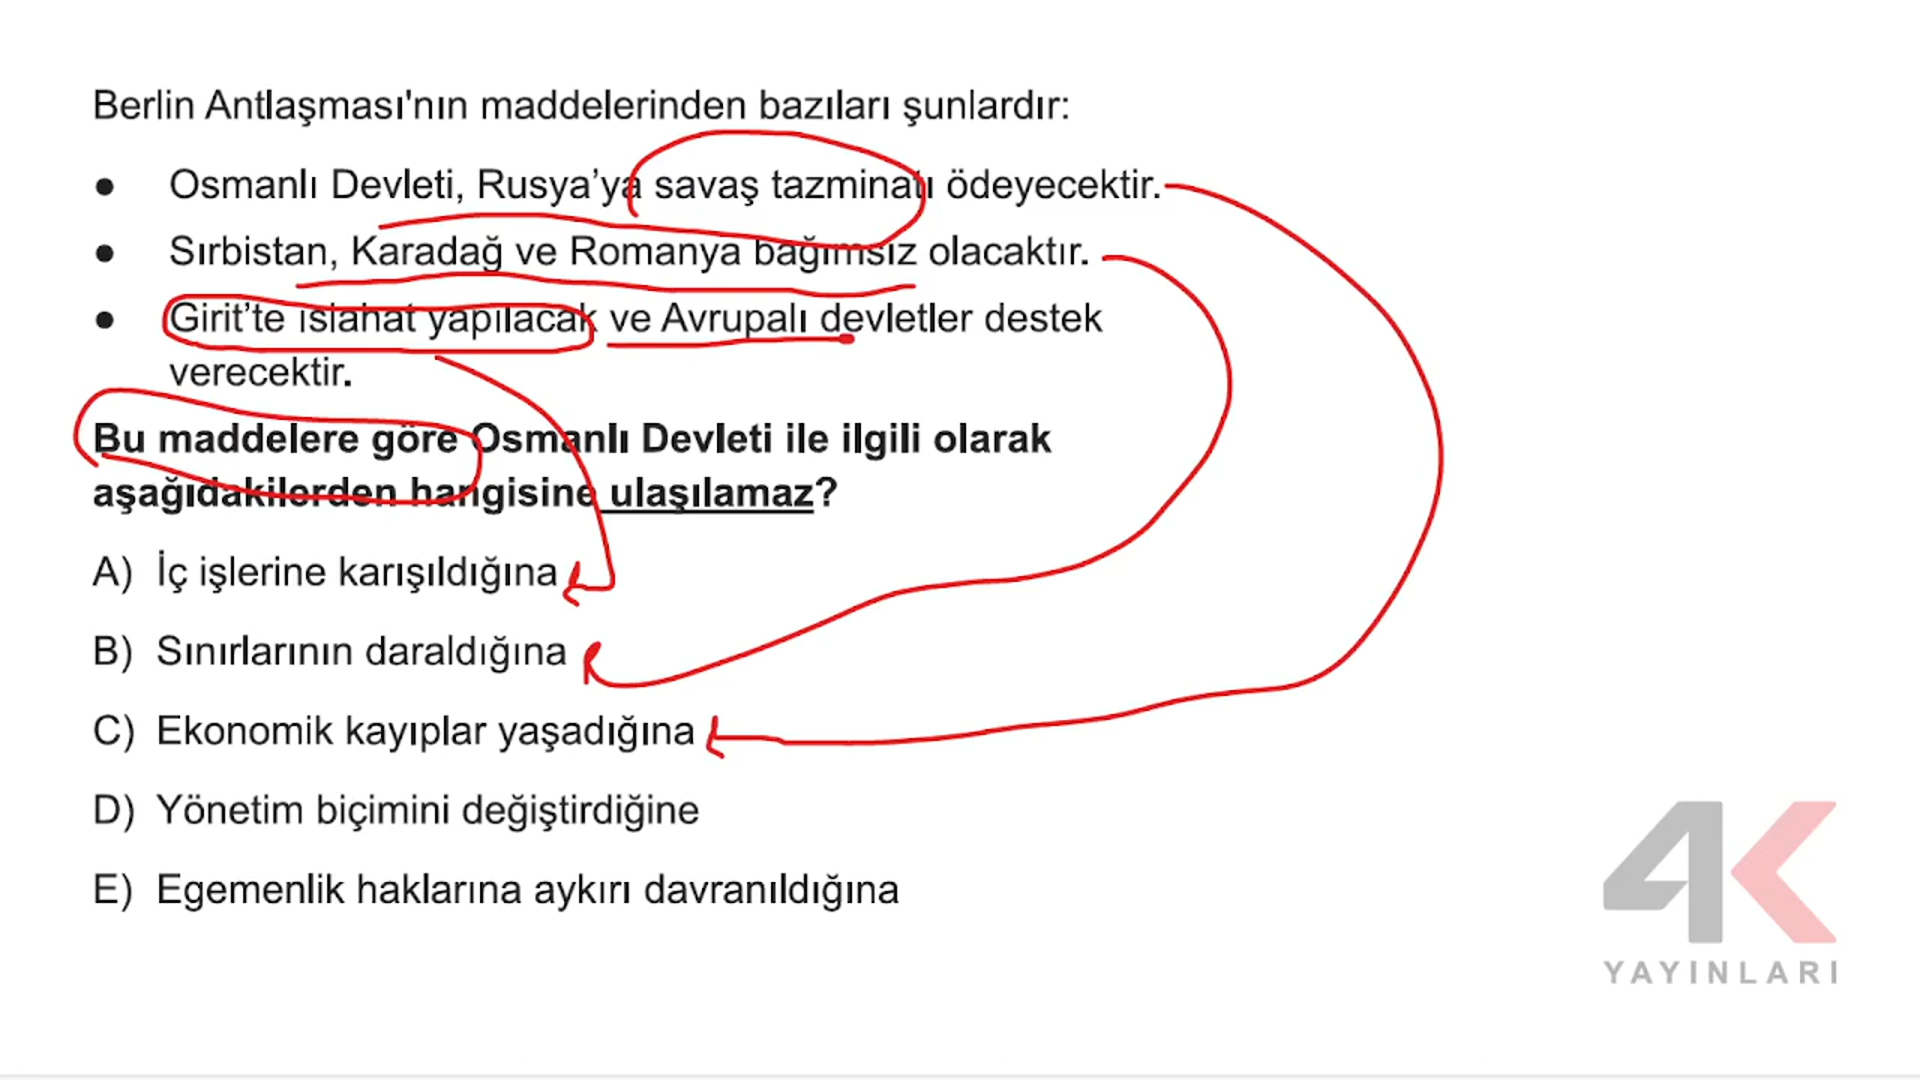 Berlin Antlaşması'nın maddelerinden bazıları şunlardır:
● Osmanlı Devleti, Rusya’ya savaş tazminatı ödeyecektir.
● Sırbistan, Karadağ ve Romanya bağımsız olacaktır.
● Girit’te ıslahat yapılacak ve Avrupalı devletler destek
verecektir.
Bu maddelere göre Osmanlı Devleti ile ilgili olarak
aşağıdakilerden hangisine ulaşılamaz?
A) İç işlerine karışıldığına
B) Sınırlarının daraldığına
C) Ekonomik kayıplar yaşadığına
D) Yönetim biçimini değiştirdiğine
E) Egemenlik haklarına aykırı davranıldığına
4K
YAYINLARI